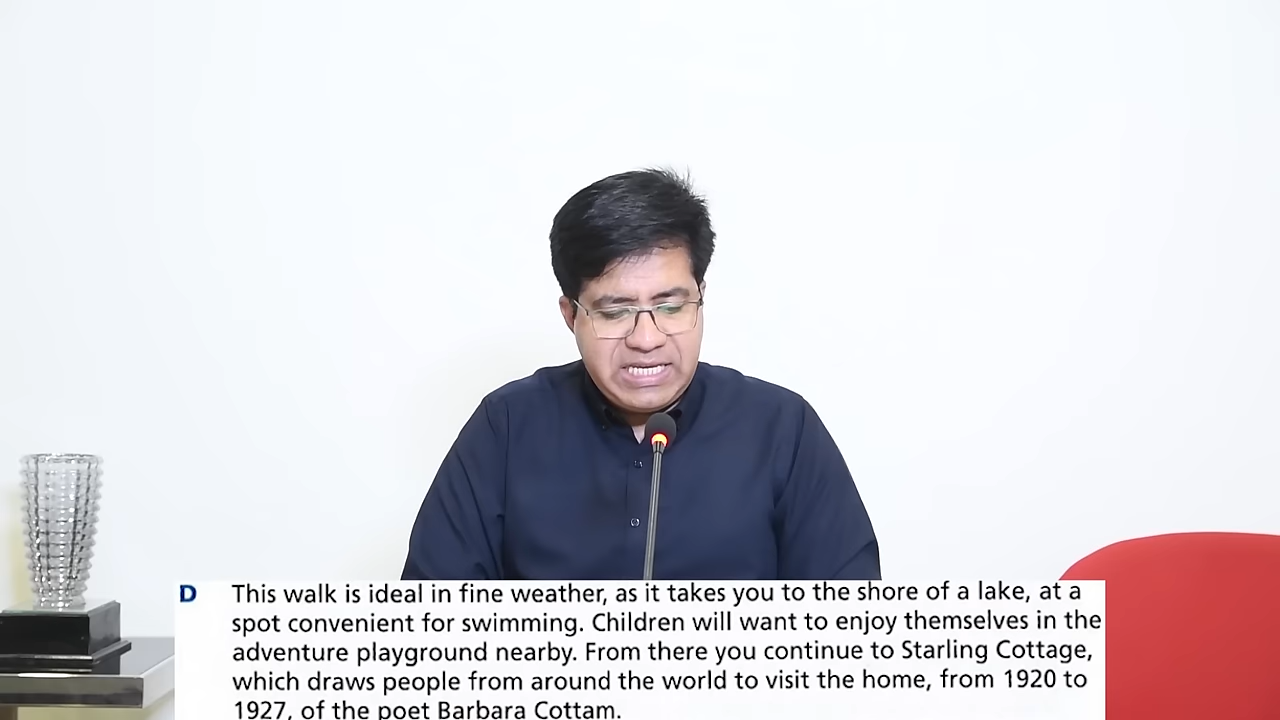 D This walk is ideal in fine weather, as it takes you to the shore of a lake, at a
spot convenient for swimming. Children will want to enjoy themselves in the
adventure playground nearby. From there you continue to Starling Cottage,
which draws people from around the world to visit the home, from 1920 to
1927, of the poet Barbara Cottam.